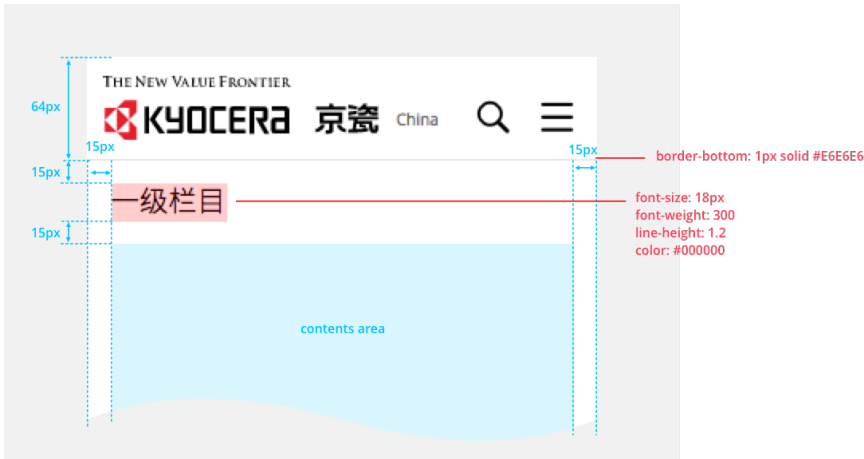 THE NEW VALUE FRONTIER
64px
KYOCERA 京瓷 China
15px
15px
border-bottom: 1px solid #E6E6E6
15px
一级栏目
font-size: 18px
font-weight: 300
15px
line-height: 1.2
color: #000000
contents area